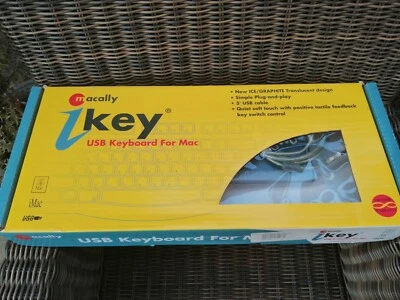 macally
ikey®
USB Keyboard For Mac
• New ICE/GRAPHITE Translucent design
• Simple Plug-and-play
• 5' USB cable
• Quiet soft touch with positive tactile feedback
key switch control
iMac
USB
macally
USB Keyboard For Mac
ikey